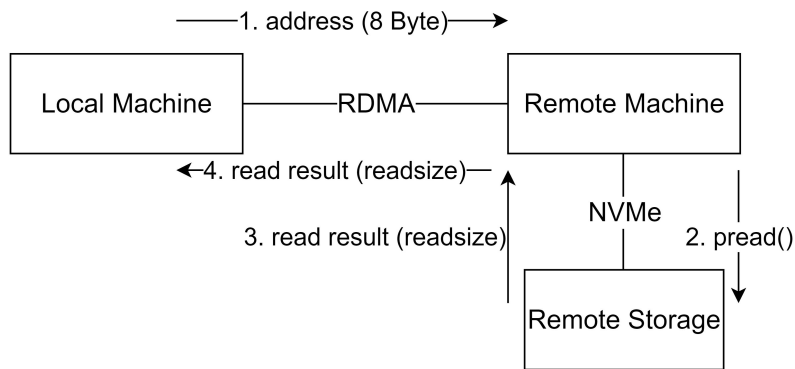 1. address (8 Byte)
Local Machine
RDMA
Remote Machine
4. read result (readsize)
NVMe
3. read result (readsize)
2. pread()
Remote Storage